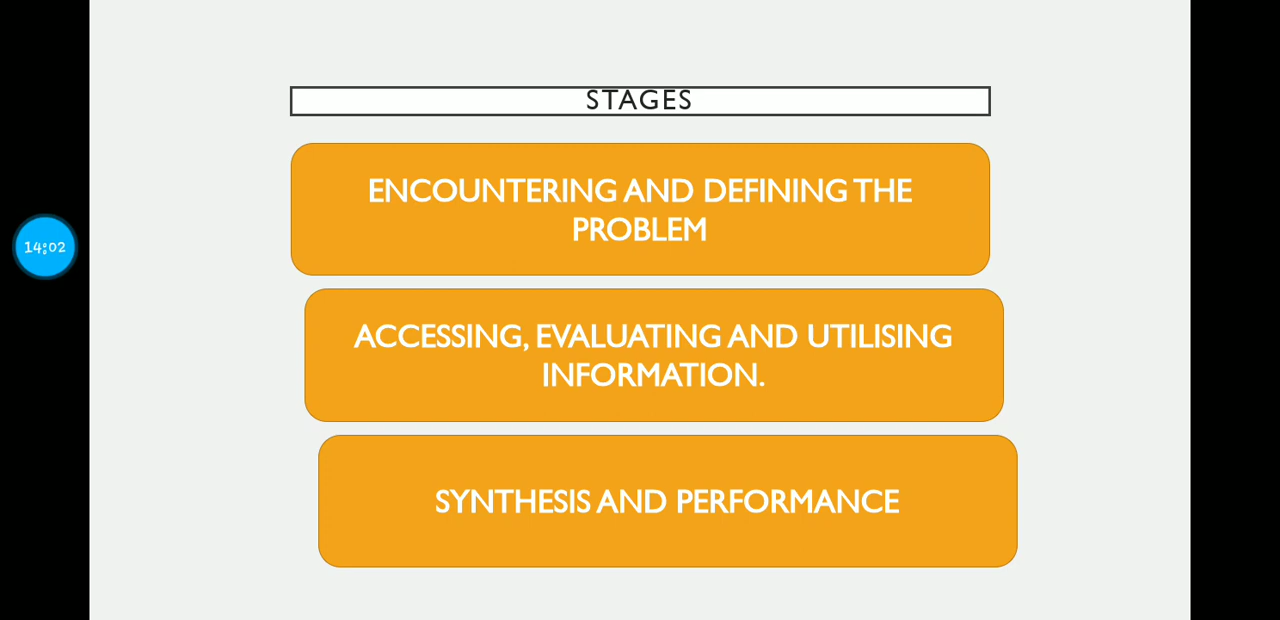 STAGES
ENCOUNTERING AND DEFINING THE
PROBLEM
14:02
ACCESSING, EVALUATING AND UTILISING
INFORMATION.
SYNTHESIS AND PERFORMANCE